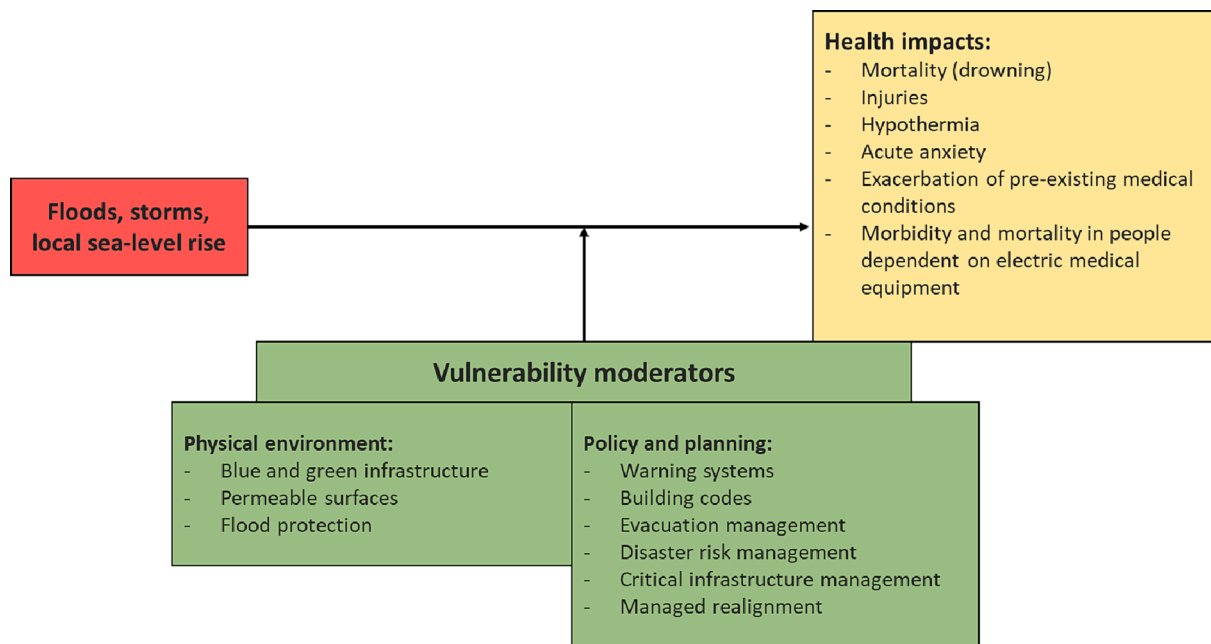 Floods, storms,
local sea-level rise
Health impacts:
- Mortality (drowning)
- Injuries
- Hypothermia
- Acute anxiety
- Exacerbation of pre-existing medical
conditions
- Morbidity and mortality in people
dependent on electric medical
equipment
Vulnerability moderators
Physical environment:
- Blue and green infrastructure
- Permeable surfaces
- Flood protection
Policy and planning:
- Warning systems
- Building codes
- Evacuation management
- Disaster risk management
- Critical infrastructure management
- Managed realignment